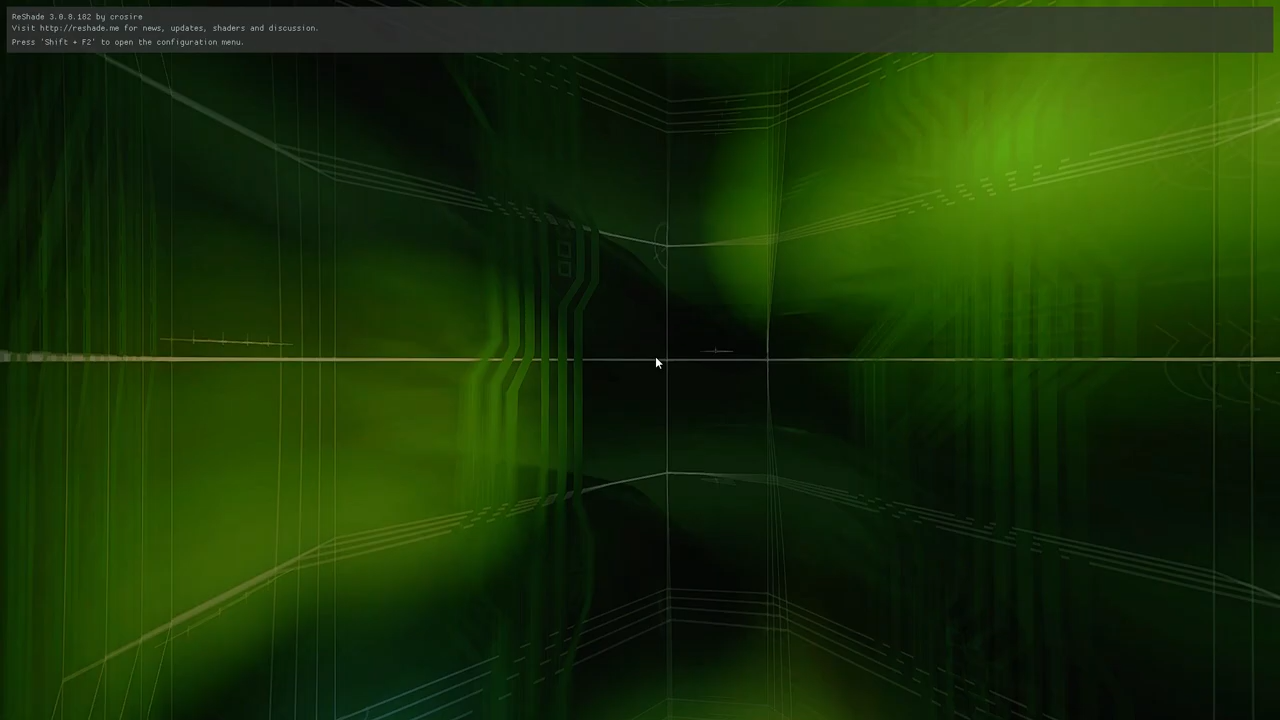 ReShade 3.0.8.182 by crosire
Visit http://reshade.me for news, updates, shaders and discussion.
Press 'Shift + F2' to open the configuration menu.